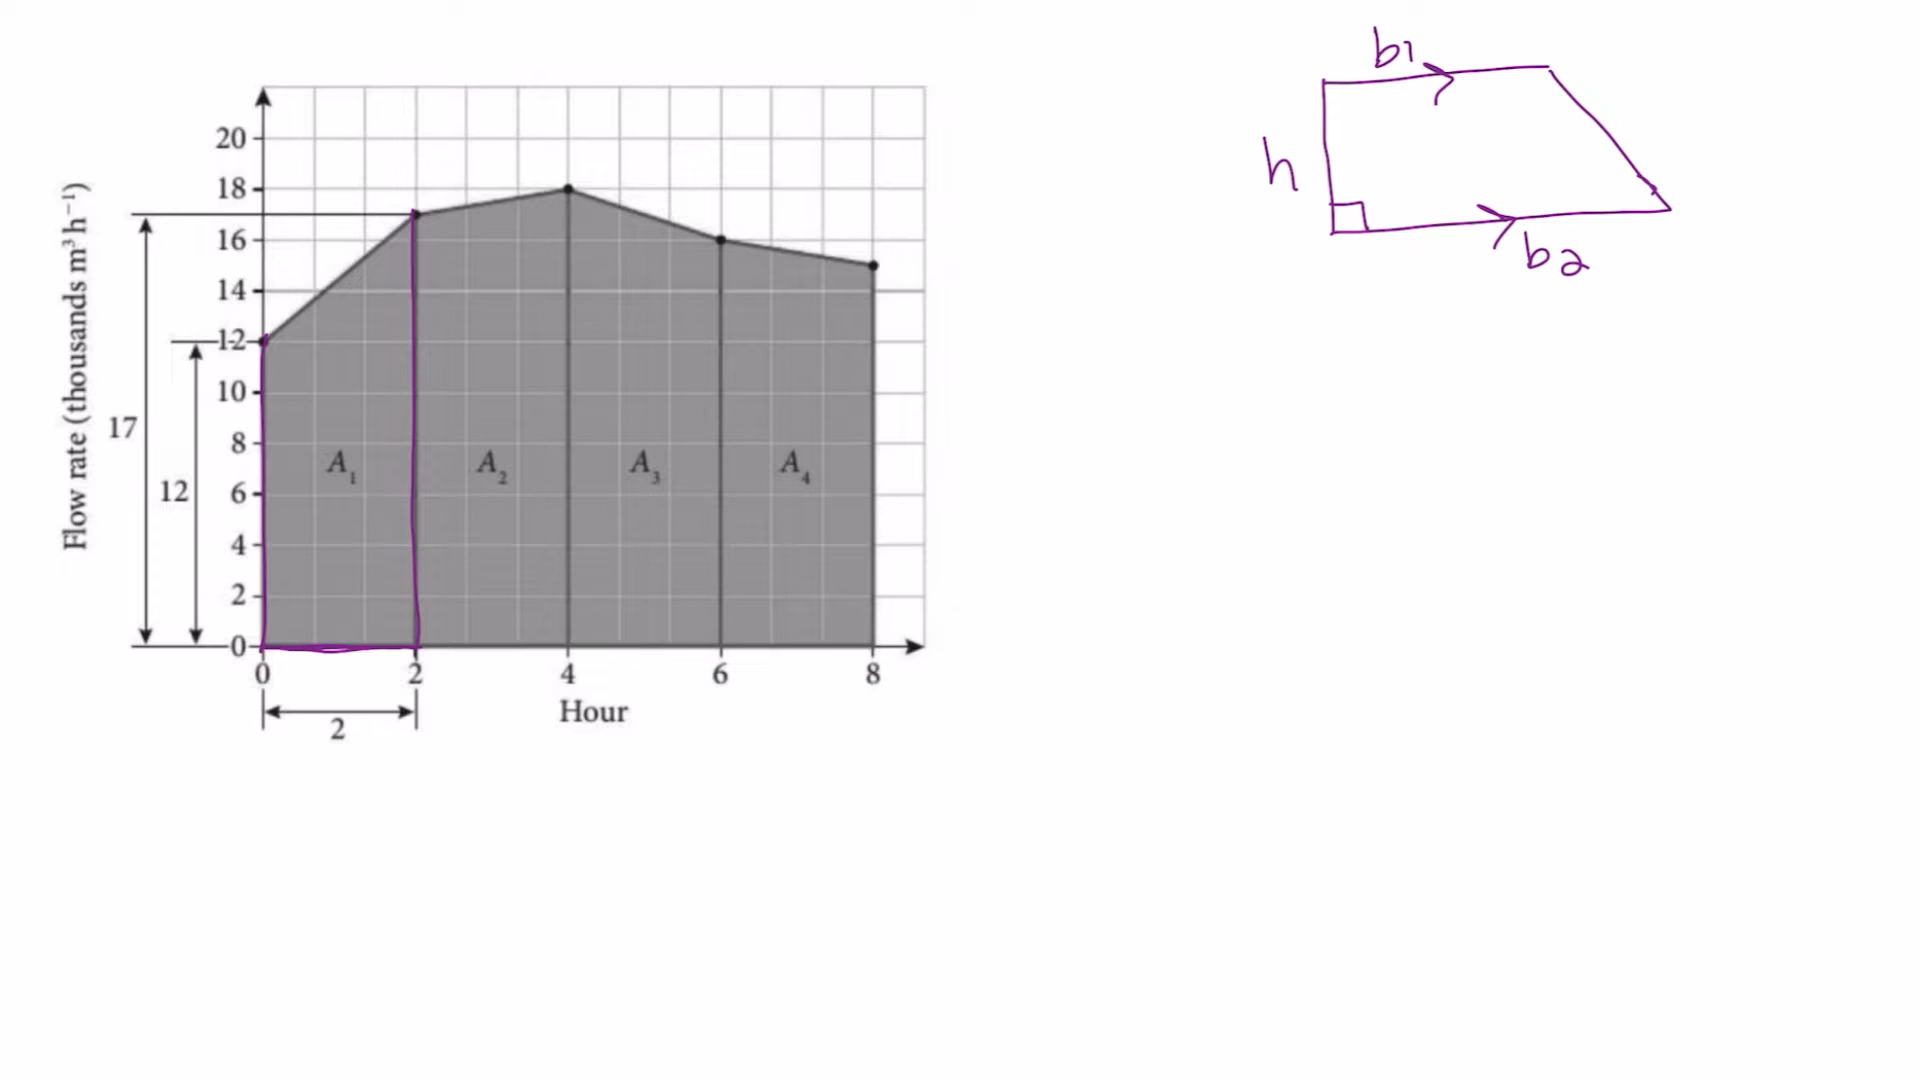 b1
h
b2
Flow rate (thousands m³ h⁻¹)
20
18
16
14
12
10
8
6
4
2
0
17
12
A₁ A₂ A₃ A₄
0 2 4 6 8
2
Hour